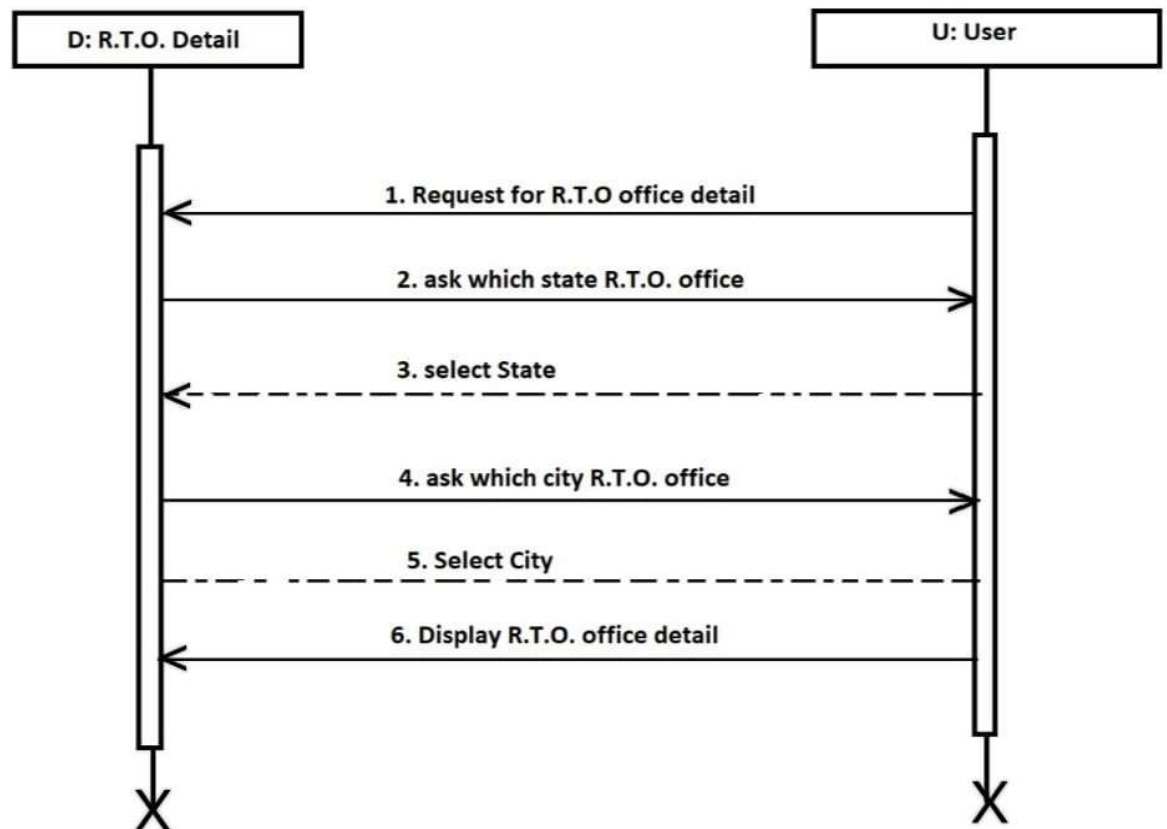 D: R.T.O. Detail
U: User
1. Request for R.T.O office detail
2. ask which state R.T.O. office
3. select State
4. ask which city R.T.O. office
5. Select City
6. Display R.T.O. office detail